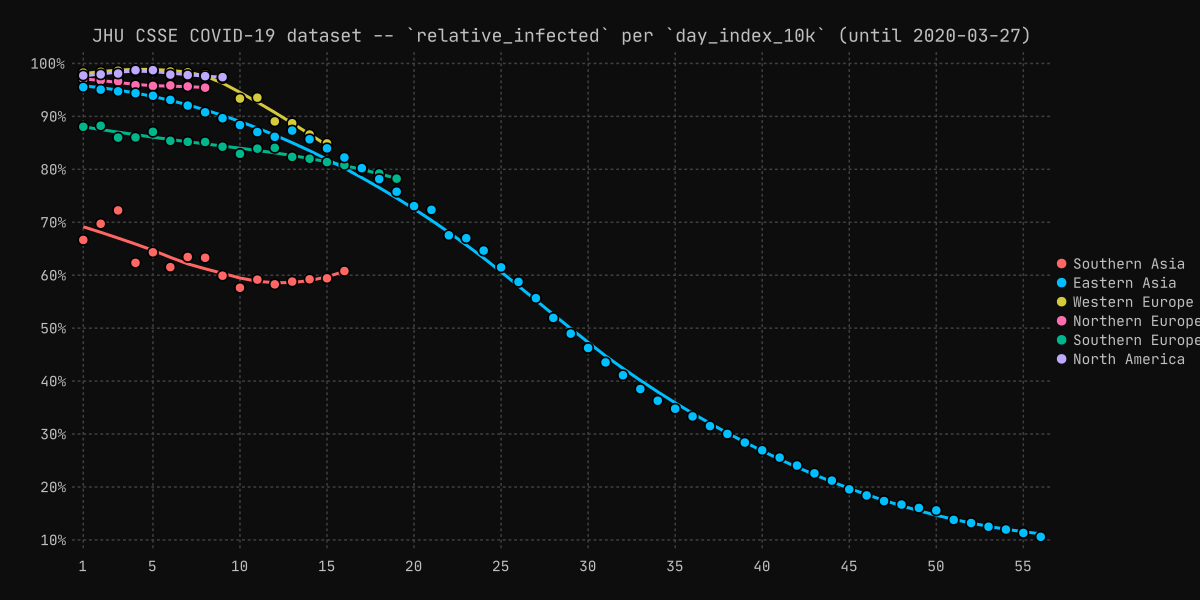 JHU CSSE COVID-19 dataset -- `relative_infected` per `day_index_10k` (until 2020-03-27)
100%
90%
80%
70%
60%
50%
40%
30%
20%
10%
1 5 10 15 20 25 30 35 40 45 50 55
Southern Asia
Eastern Asia
Western Europe
Northern Europe
Southern Europe
North America